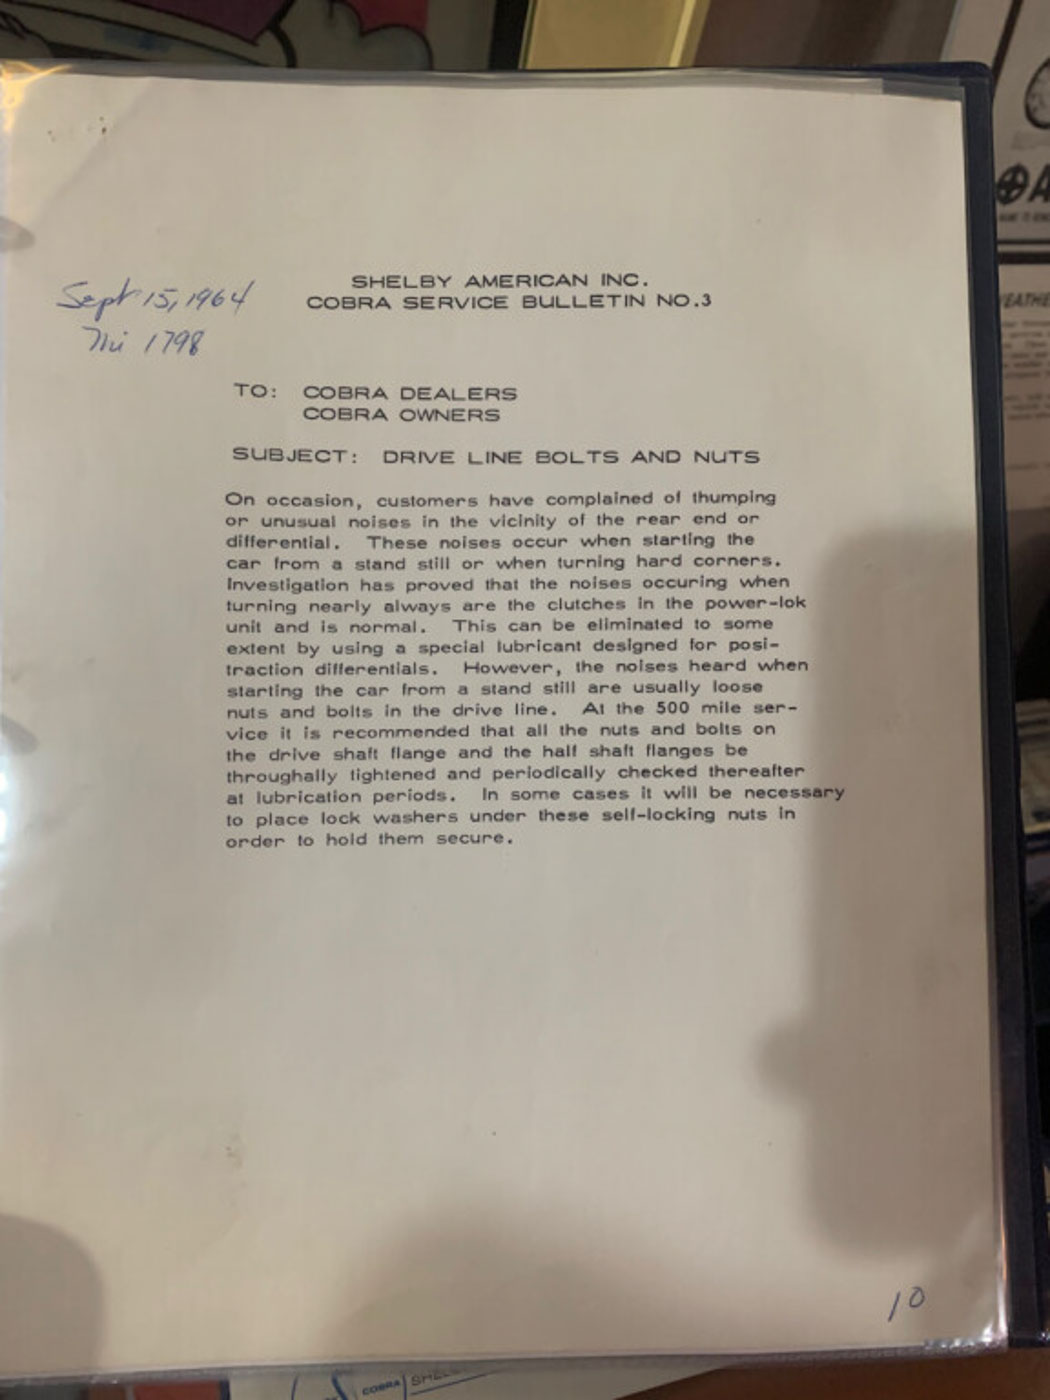 Sept 15, 1964
Mi 1798
SHELBY AMERICAN INC.
COBRA SERVICE BULLETIN NO.3
TO: COBRA DEALERS
COBRA OWNERS
SUBJECT: DRIVE LINE BOLTS AND NUTS
On occasion, customers have complained of thumping
or unusual noises in the vicinity of the rear end or
differential. These noises occur when starting the
car from a stand still or when turning hard corners.
Investigation has proved that the noises occuring when
turning nearly always are the clutches in the power-lok
unit and is normal. This can be eliminated to some
extent by using a special lubricant designed for posi-
traction differentials. However, the noises heard when
starting the car from a stand still are usually loose
nuts and bolts in the drive line. At the 500 mile ser-
vice it is recommended that all the nuts and bolts on
the drive shaft flange and the half shaft flanges be
throughally tightened and periodically checked thereafter
at lubrication periods. In some cases it will be necessary
to place lock washers under these self-locking nuts in
order to hold them secure.
10
COBRA